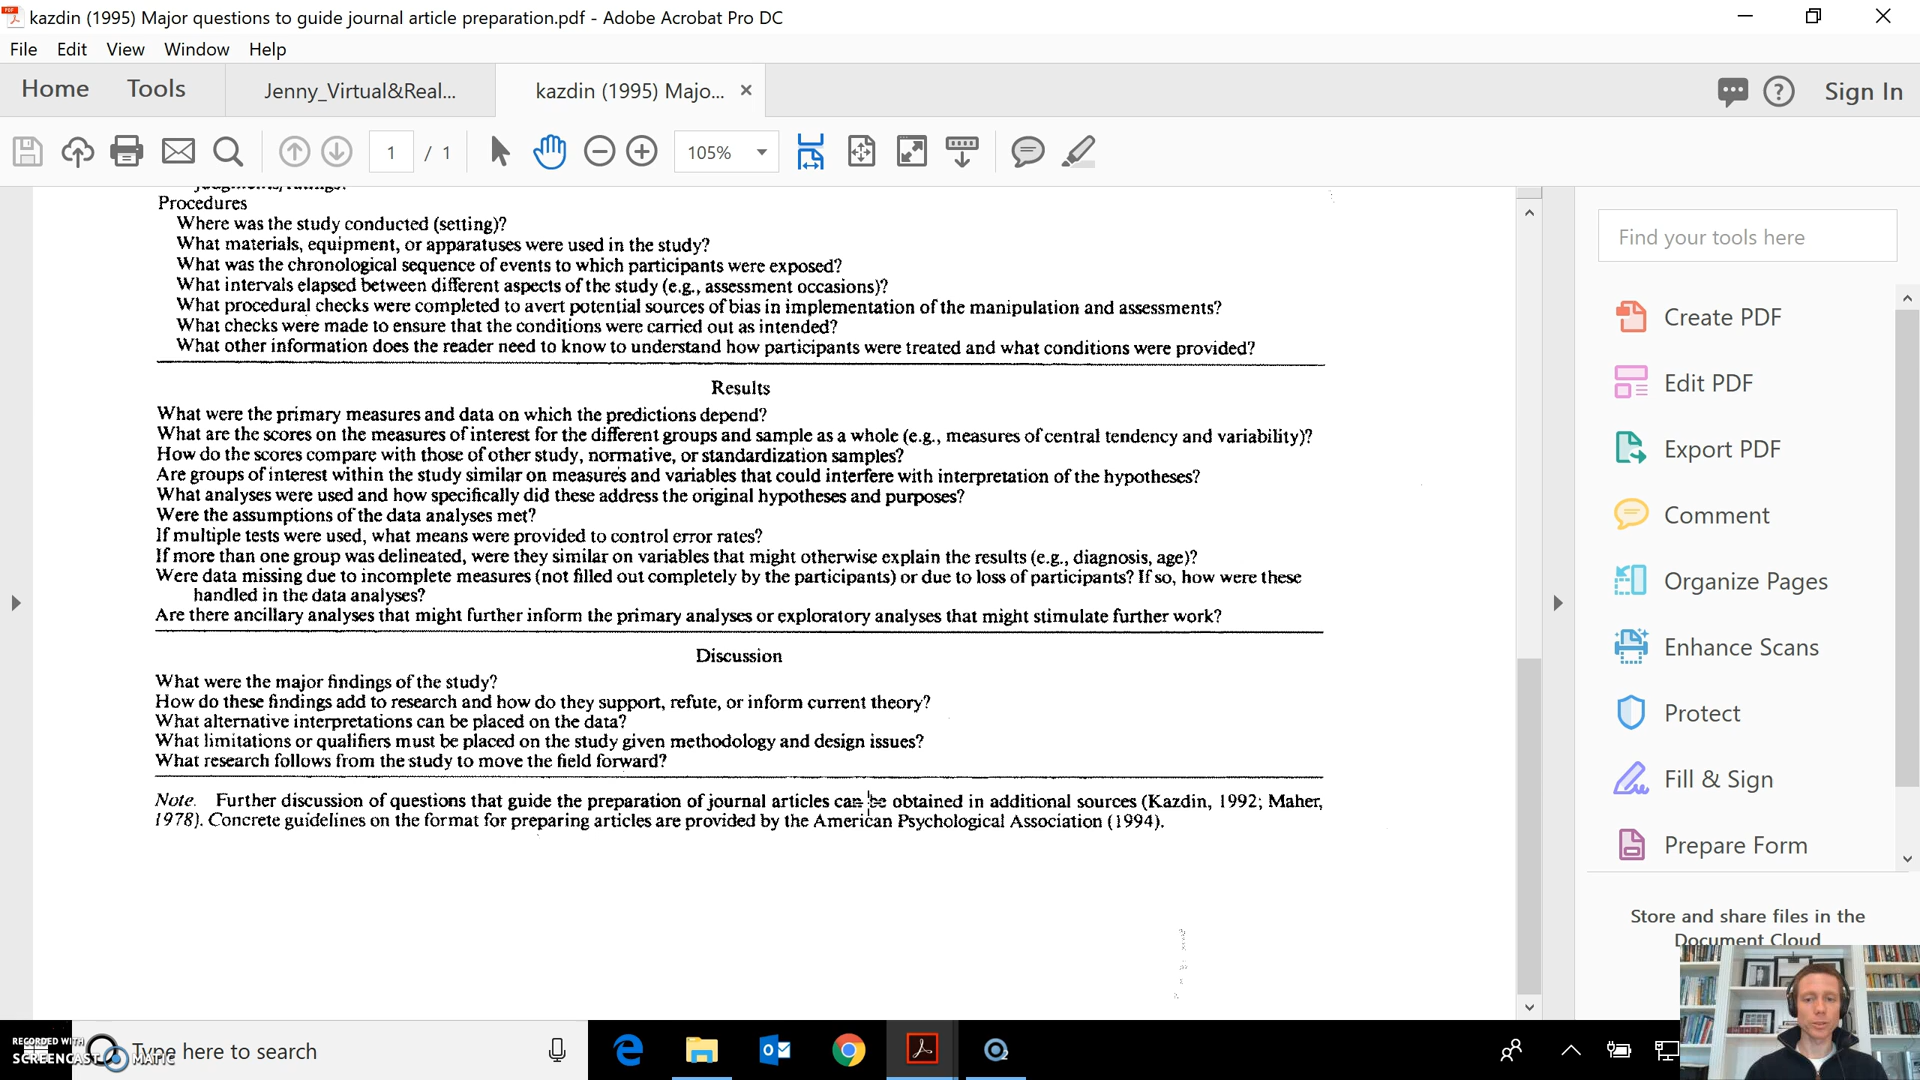 kazdin (1995) Major questions to guide journal article preparation.pdf - Adobe Acrobat Pro DC
File Edit View Window Help
Home Tools Jenny_Virtual&Real... kazdin (1995) Majo... Sign In
1 / 1 105%
Procedures
Where was the study conducted (setting)?
What materials, equipment, or apparatuses were used in the study?
What was the chronological sequence of events to which participants were exposed?
What intervals elapsed between different aspects of the study (e.g., assessment occasions)?
What procedural checks were completed to avert potential sources of bias in implementation of the manipulation and assessments?
What checks were made to ensure that the conditions were carried out as intended?
What other information does the reader need to know to understand how participants were treated and what conditions were provided?
Results
What were the primary measures and data on which the predictions depend?
What are the scores on the measures of interest for the different groups and sample as a whole (e.g., measures of central tendency and variability)?
How do the scores compare with those of other study, normative, or standardization samples?
Are groups of interest within the study similar on measures and variables that could interfere with interpretation of the hypotheses?
What analyses were used and how specifically did these address the original hypotheses and purposes?
Were the assumptions of the data analyses met?
If multiple tests were used, what means were provided to control error rates?
If more than one group was delineated, were they similar on variables that might otherwise explain the results (e.g., diagnosis, age)?
Were data missing due to incomplete measures (not filled out completely by the participants) or due to loss of participants? If so, how were these
handled in the data analyses?
Are there ancillary analyses that might further inform the primary analyses or exploratory analyses that might stimulate further work?
Discussion
What were the major findings of the study?
How do these findings add to research and how do they support, refute, or inform current theory?
What alternative interpretations can be placed on the data?
What limitations or qualifiers must be placed on the study given methodology and design issues?
What research follows from the study to move the field forward?
Note. Further discussion of questions that guide the preparation of journal articles can be obtained in additional sources (Kazdin, 1992; Maher,
1978). Concrete guidelines on the format for preparing articles are provided by the American Psychological Association (1994).
Find your tools here
Create PDF
Edit PDF
Export PDF
Comment
Organize Pages
Enhance Scans
Protect
Fill & Sign
Prepare Form
Store and share files in the
Document Cloud
RECORDED WITH
SCREENCAST MATIC
Type here to search